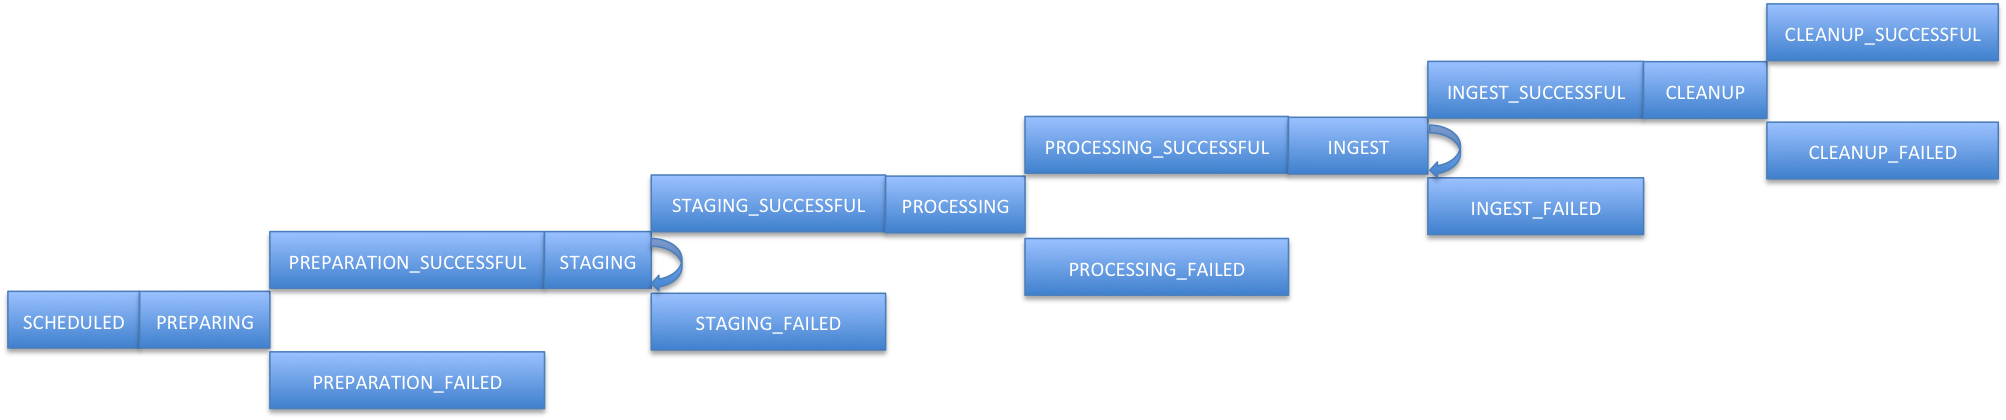 SCHEDULED
PREPARING
PREPARATION_SUCCESSFUL
PREPARATION_FAILED
STAGING
STAGING_SUCCESSFUL
STAGING_FAILED
PROCESSING
PROCESSING_SUCCESSFUL
PROCESSING_FAILED
INGEST
INGEST_SUCCESSFUL
INGEST_FAILED
CLEANUP
CLEANUP_SUCCESSFUL
CLEANUP_FAILED